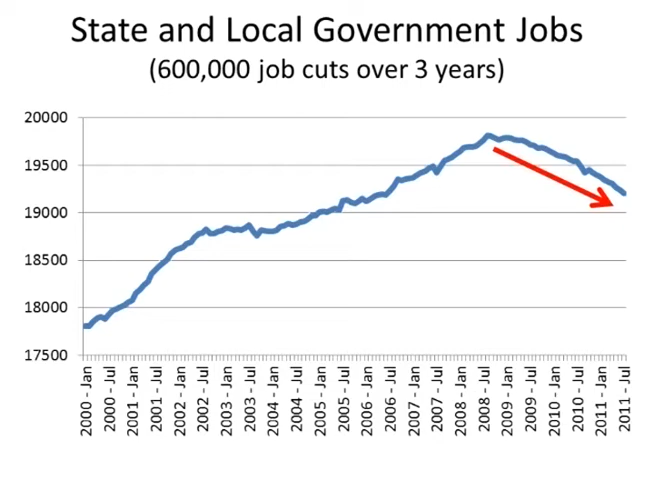 State and Local Government Jobs
(600,000 job cuts over 3 years)
20000
19500
19000
18500
18000
17500
2000 - Jan
2000 - Jul
2001 - Jan
2001 - Jul
2002 - Jan
2002 - Jul
2003 - Jan
2003 - Jul
2004 - Jan
2004 - Jul
2005 - Jan
2005 - Jul
2006 - Jan
2006 - Jul
2007 - Jan
2007 - Jul
2008 - Jan
2008 - Jul
2009 - Jan
2009 - Jul
2010 - Jan
2010 - Jul
2011 - Jan
2011 - Jul